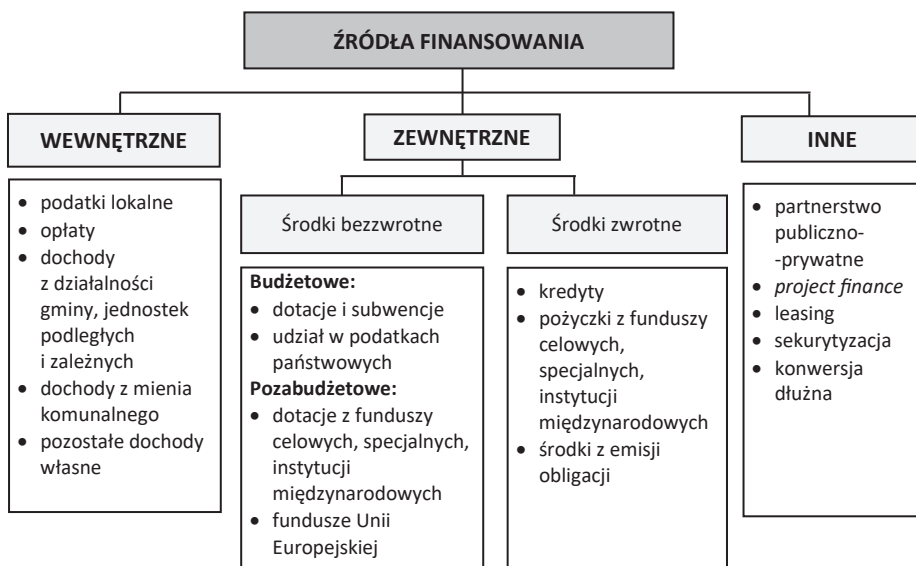 ŹRÓDŁA FINANSOWANIA
WEWNĘTRZNE
• podatki lokalne
• opłaty
• dochody
z działalności
gminy, jednostek
podległych
i zależnych
• dochody z mienia
komunalnego
• pozostałe dochody
własne
ZEWNĘTRZNE
Środki bezzwrotne
Budżetowe:
• dotacje i subwencje
• udział w podatkach
państwowych
Pozabudżetowe:
• dotacje z funduszy
celowych, specjalnych,
instytucji
międzynarodowych
• fundusze Unii
Europejskiej
Środki zwrotne
• kredyty
• pożyczki z funduszy
celowych,
specjalnych,
instytucji
międzynarodowych
• środki z emisji
obligacji
INNE
• partnerstwo
publiczno-
-prywatne
• project finance
• leasing
• sekurytyzacja
• konwersja
dłużna